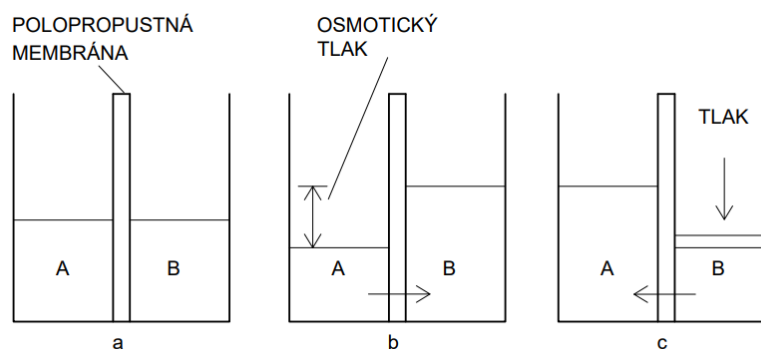 POLOPROPUSTNÁ
MEMBRÁNA
OSMOTICKÝ
TLAK
TLAK
A
B
A
B
A
B
a
b
c